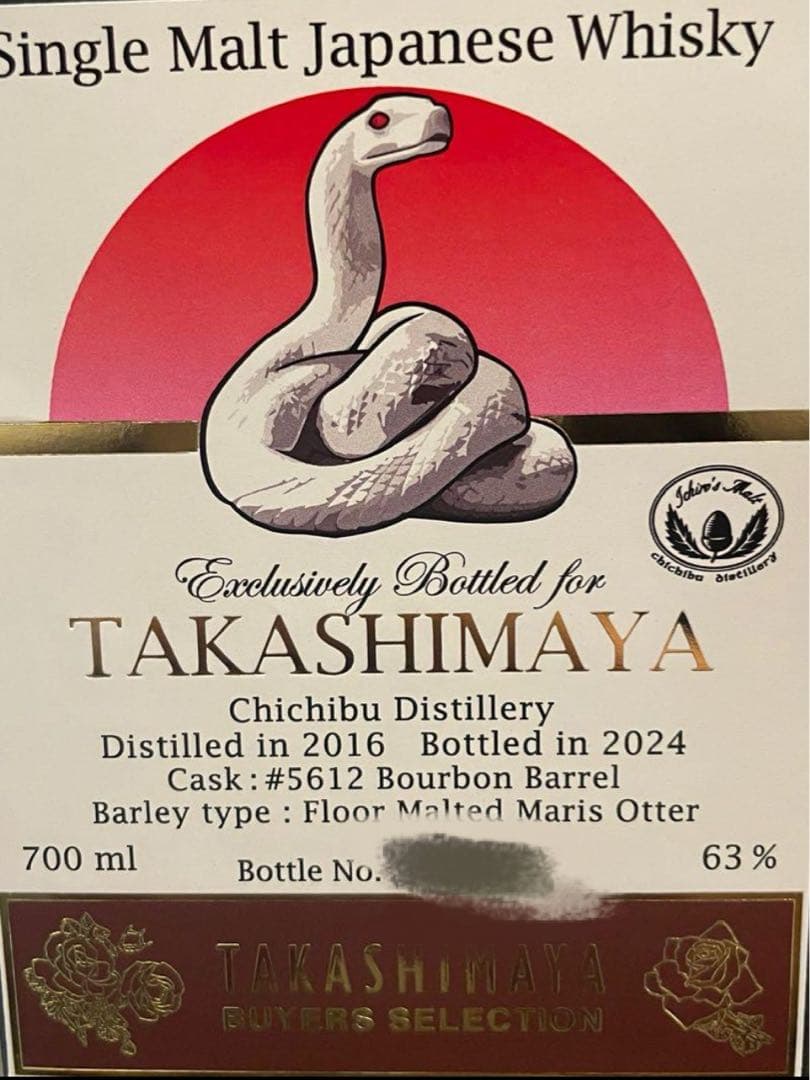 Single Malt Japanese Whisky
Ichiro's Malt
chichibu distillery
Exclusively Bottled for
TAKASHIMAYA
Chichibu Distillery
Distilled in 2016 Bottled in 2024
Cask : #5612 Bourbon Barrel
Barley type : Floor Malted Maris Otter
700 ml Bottle No. 63 %
TAKASHIMAYA
BUYERS SELECTION